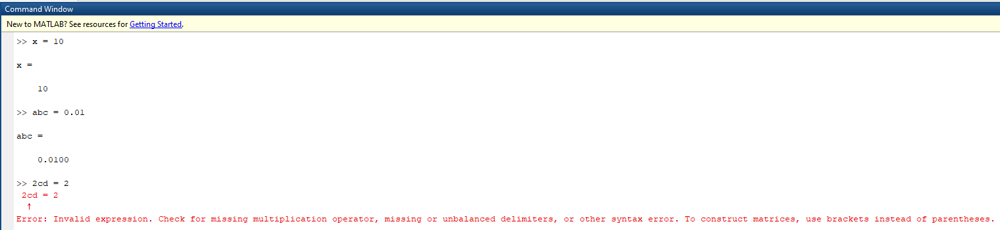 Command Window
New to MATLAB? See resources for Getting Started.
>> x = 10
x =
10
>> abc = 0.01
abc =
0.0100
>> 2cd = 2
2cd = 2
↑
Error: Invalid expression. Check for missing multiplication operator, missing or unbalanced delimiters, or other syntax error. To construct matrices, use brackets instead of parentheses.